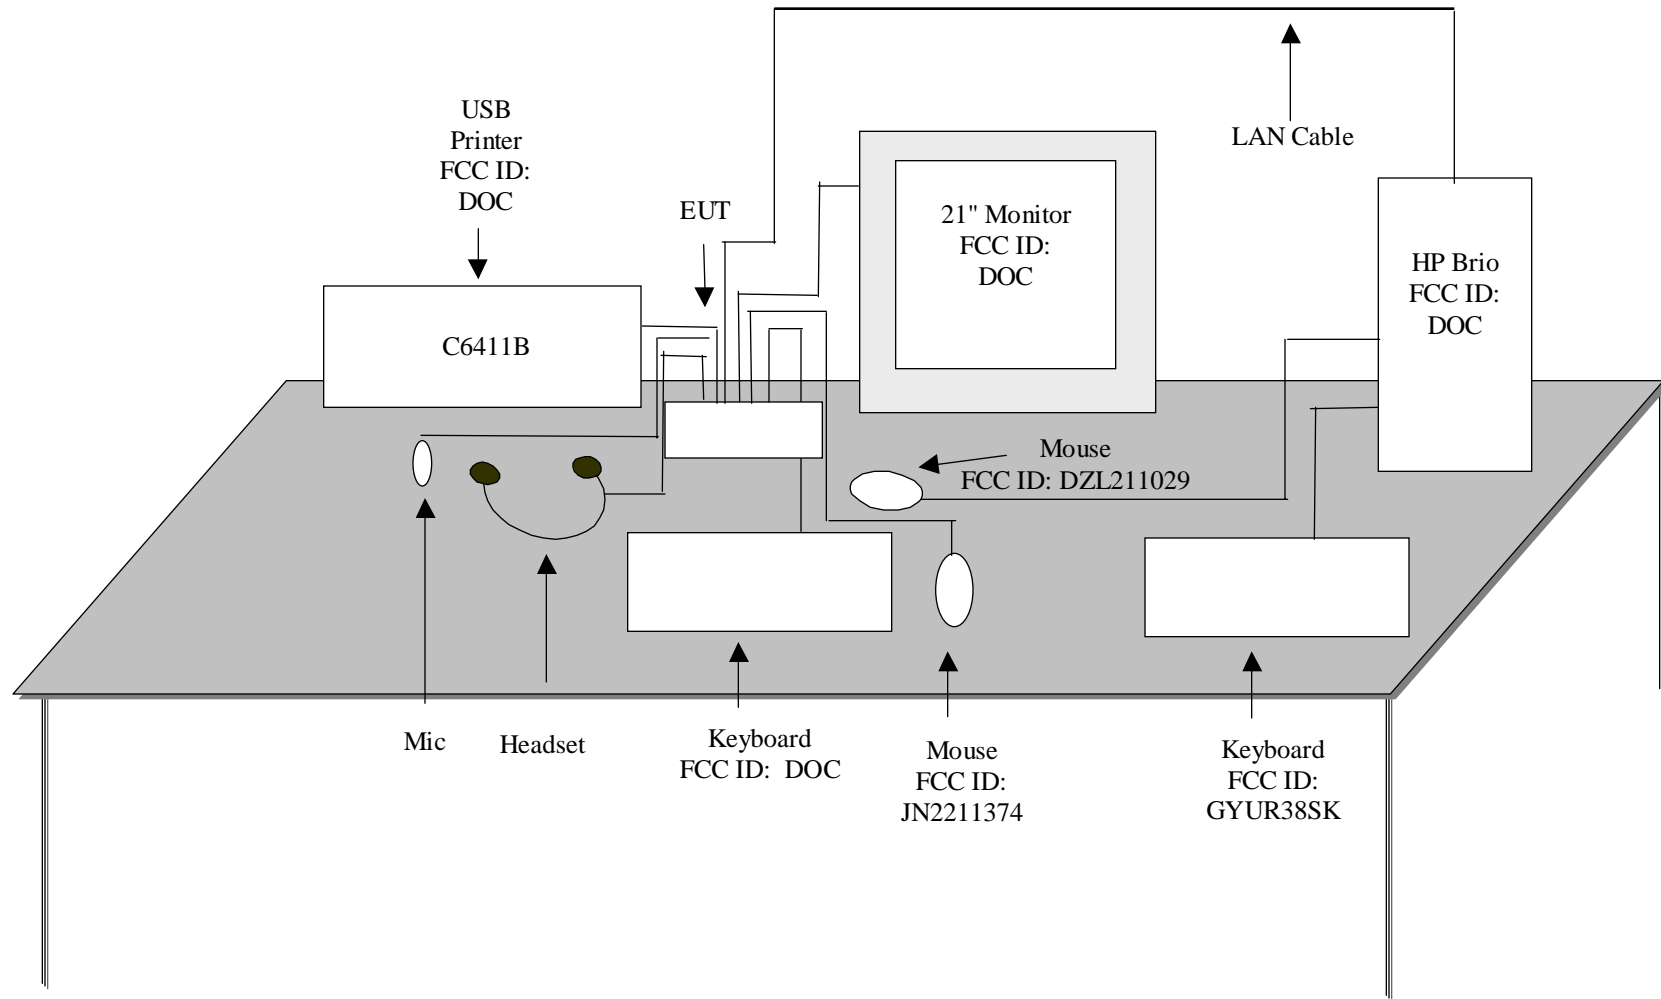 USB
Printer
FCC ID:
DOC
EUT
LAN Cable
21" Monitor
FCC ID:
DOC
HP Brio
FCC ID:
DOC
C6411B
Mouse
FCC ID: DZL211029
Mic
Headset
Keyboard
FCC ID:  DOC
Mouse
FCC ID:
JN2211374
Keyboard
FCC ID:
GYUR38SK